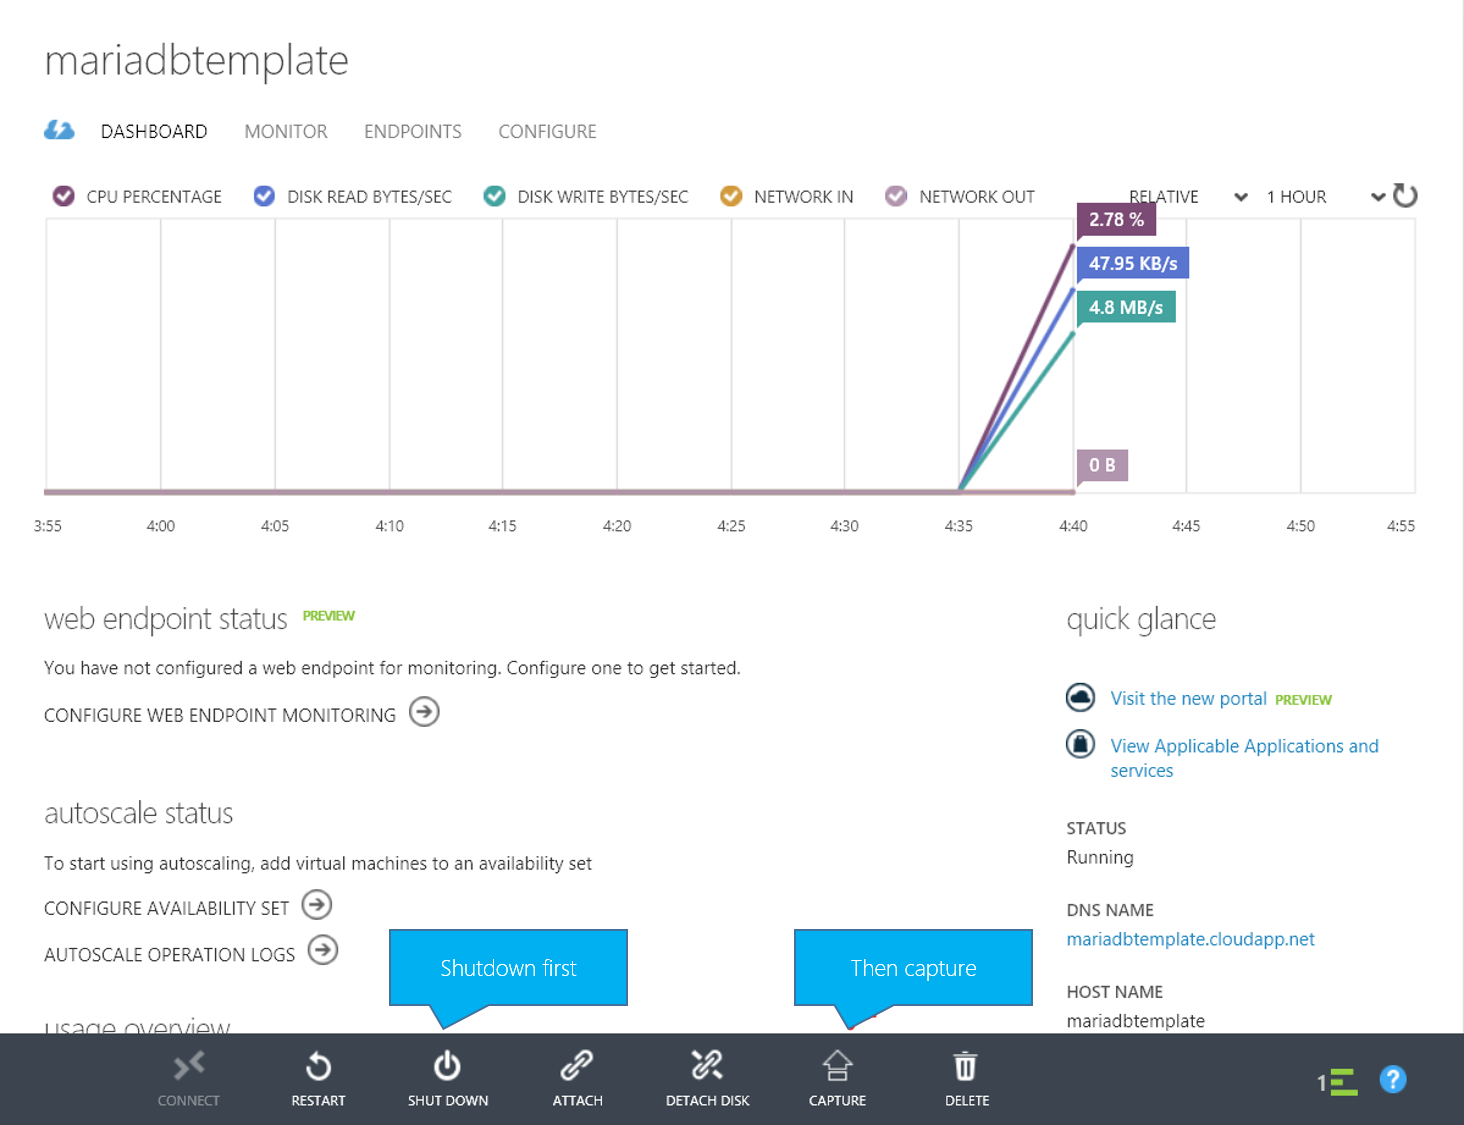 mariadbtemplate
DASHBOARD MONITOR ENDPOINTS CONFIGURE
CPU PERCENTAGE DISK READ BYTES/SEC DISK WRITE BYTES/SEC NETWORK IN NETWORK OUT RELATIVE 1 HOUR
2.78 %
47.95 KB/s
4.8 MB/s
0 B
3:55 4:00 4:05 4:10 4:15 4:20 4:25 4:30 4:35 4:40 4:45 4:50 4:55
web endpoint status PREVIEW
You have not configured a web endpoint for monitoring. Configure one to get started.
CONFIGURE WEB ENDPOINT MONITORING
autoscale status
To start using autoscaling, add virtual machines to an availability set
CONFIGURE AVAILABILITY SET
AUTOSCALE OPERATION LOGS
usage overview
quick glance
Visit the new portal PREVIEW
View Applicable Applications and
services
STATUS
Running
DNS NAME
mariadbtemplate.cloudapp.net
HOST NAME
mariadbtemplate
Shutdown first
Then capture
CONNECT RESTART SHUT DOWN ATTACH DETACH DISK CAPTURE DELETE
1
?